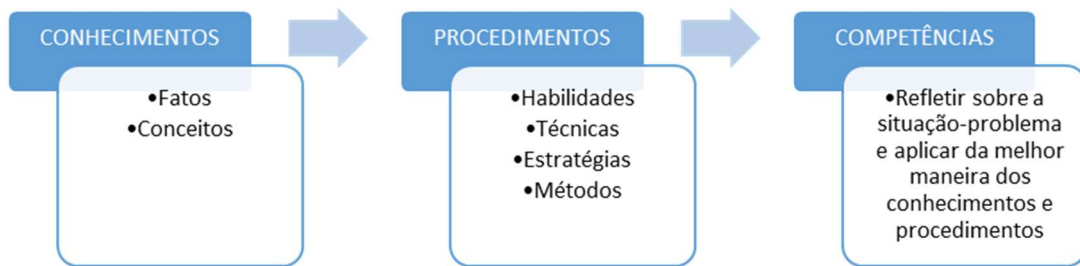 CONHECIMENTOS
•Fatos
•Conceitos
PROCEDIMENTOS
•Habilidades
•Técnicas
•Estratégias
•Métodos
COMPETÊNCIAS
•Refletir sobre a
situação-problema
e aplicar da melhor
maneira dos
conhecimentos e
procedimentos